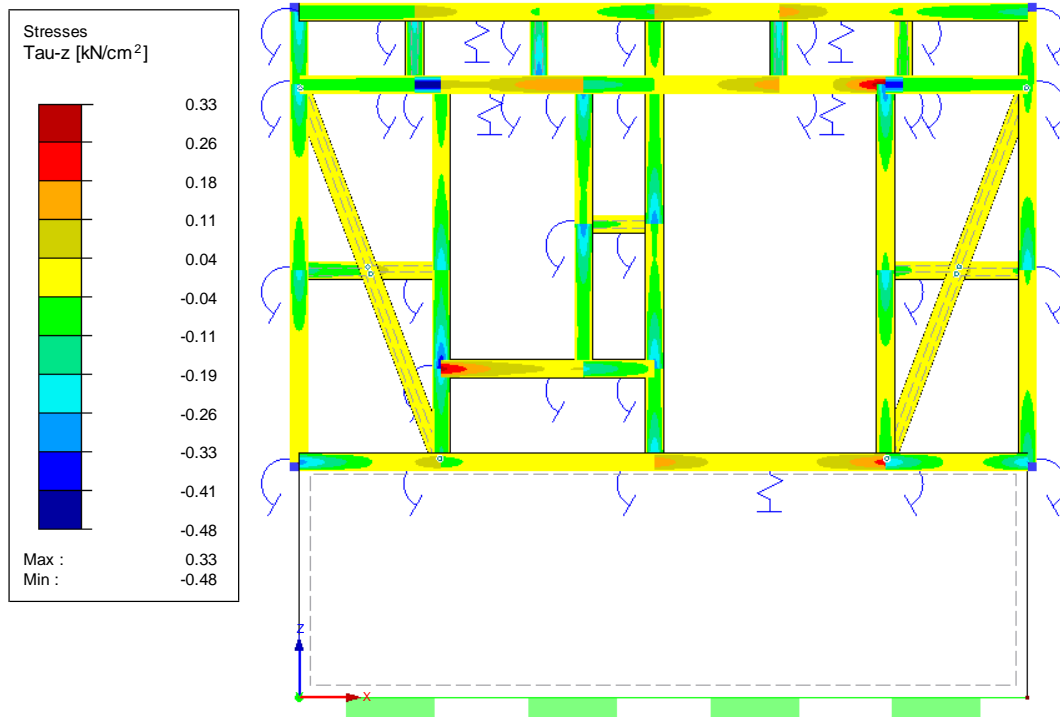 Stresses
Tau-z [kN/cm²]
0.33
0.26
0.18
0.11
0.04
-0.04
-0.11
-0.19
-0.26
-0.33
-0.41
-0.48
Max : 0.33
Min : -0.48
Z
X